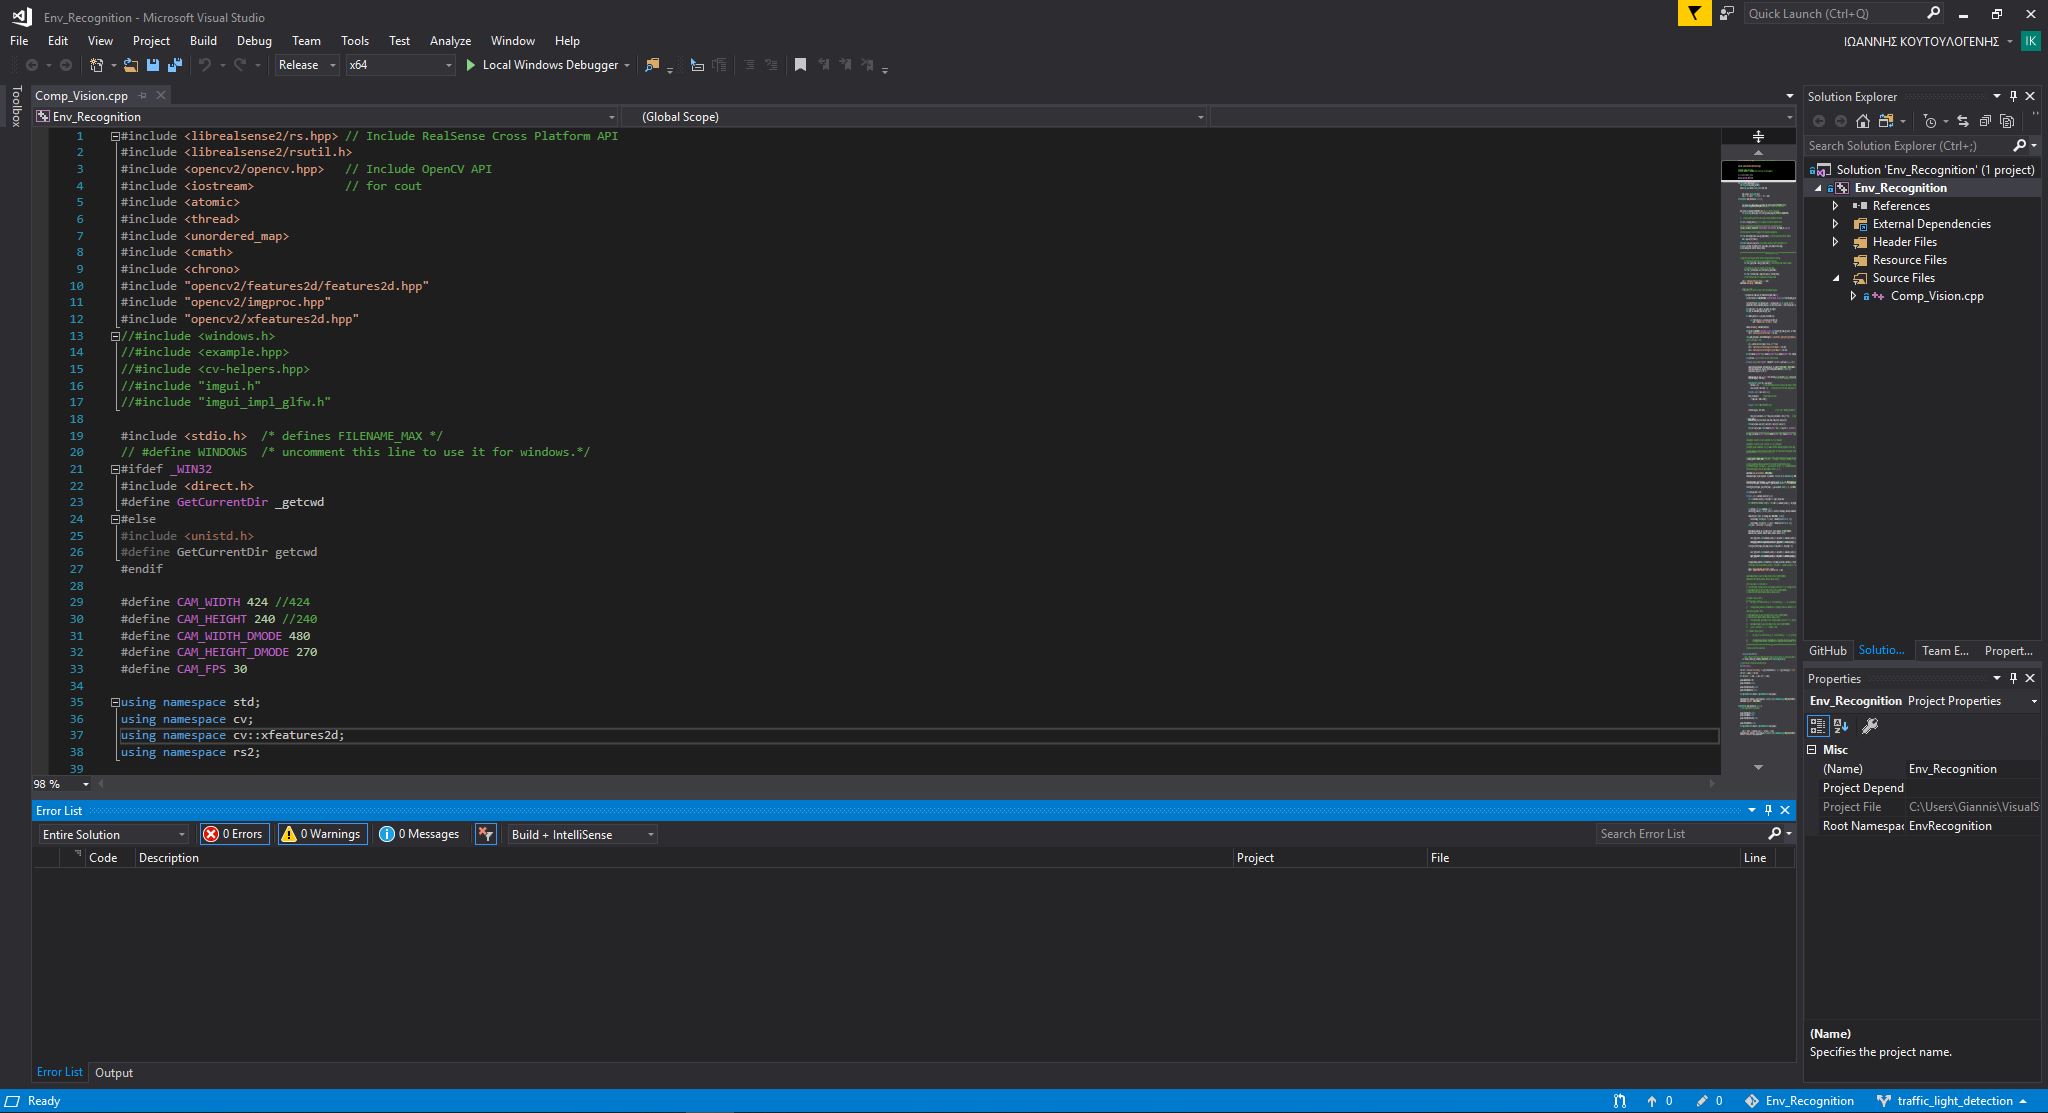 Env_Recognition - Microsoft Visual Studio
Quick Launch (Ctrl+Q)
File Edit View Project Build Debug Team Tools Test Analyze Window Help
ΙΩΑΝΝΗΣ ΚΟΥΤΟΥΛΟΓΕΝΗΣ
IK
Release x64 Local Windows Debugger
Toolbox
Comp_Vision.cpp
Env_Recognition (Global Scope)
1 #include <librealsense2/rs.hpp> // Include RealSense Cross Platform API
2 #include <librealsense2/rsutil.h>
3 #include <opencv2/opencv.hpp> // Include OpenCV API
4 #include <iostream> // for cout
5 #include <atomic>
6 #include <thread>
7 #include <unordered_map>
8 #include <cmath>
9 #include <chrono>
10 #include "opencv2/features2d/features2d.hpp"
11 #include "opencv2/imgproc.hpp"
12 #include "opencv2/xfeatures2d.hpp"
13 //#include <windows.h>
14 //#include <example.hpp>
15 //#include <cv-helpers.hpp>
16 //#include "imgui.h"
17 //#include "imgui_impl_glfw.h"
18
19 #include <stdio.h> /* defines FILENAME_MAX */
20 // #define WINDOWS /* uncomment this line to use it for windows.*/
21 #ifdef _WIN32
22 #include <direct.h>
23 #define GetCurrentDir _getcwd
24 #else
25 #include <unistd.h>
26 #define GetCurrentDir getcwd
27 #endif
28
29 #define CAM_WIDTH 424 //424
30 #define CAM_HEIGHT 240 //240
31 #define CAM_WIDTH_DMODE 480
32 #define CAM_HEIGHT_DMODE 270
33 #define CAM_FPS 30
34
35 using namespace std;
36 using namespace cv;
37 using namespace cv::xfeatures2d;
38 using namespace rs2;
39
98 %
Error List
Entire Solution 0 Errors 0 Warnings 0 Messages Build + IntelliSense
Search Error List
Code Description Project File Line
Error List Output
Solution Explorer
Search Solution Explorer (Ctrl+;)
Solution 'Env_Recognition' (1 project)
Env_Recognition
References
External Dependencies
Header Files
Resource Files
Source Files
Comp_Vision.cpp
GitHub Solutio... Team E... Propert...
Properties
Env_Recognition Project Properties
Misc
(Name) Env_Recognition
Project Depend
Project File C:\Users\Giannis\VisualSt
Root Namespac EnvRecognition
(Name)
Specifies the project name.
Ready
0 0 Env_Recognition traffic_light_detection